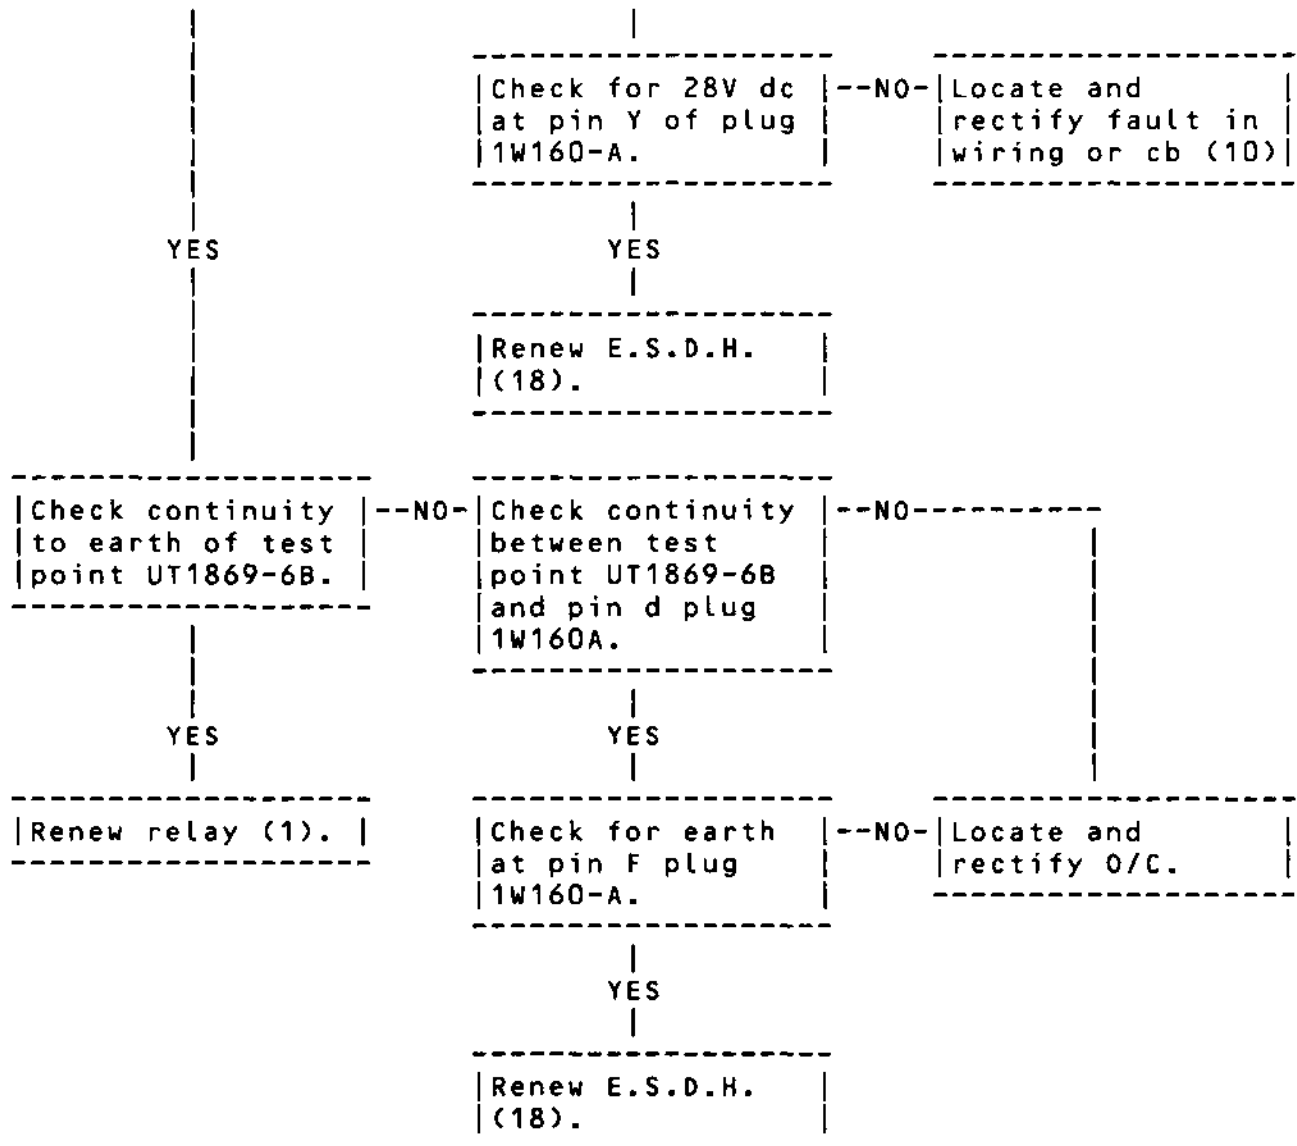 Check for 28V dc
at pin Y of plug
1W160-A.
--NO-
Locate and
rectify fault in
wiring or cb (10)
YES
YES
Renew E.S.D.H.
(18).
Check continuity
to earth of test
point UT1869-6B.
--NO-
Check continuity
between test
point UT1869-6B
and pin d plug
1W160A.
--NO----------
YES
YES
Renew relay (1).
Check for earth
at pin F plug
1W160-A.
--NO-
Locate and
rectify O/C.
YES
Renew E.S.D.H.
(18).